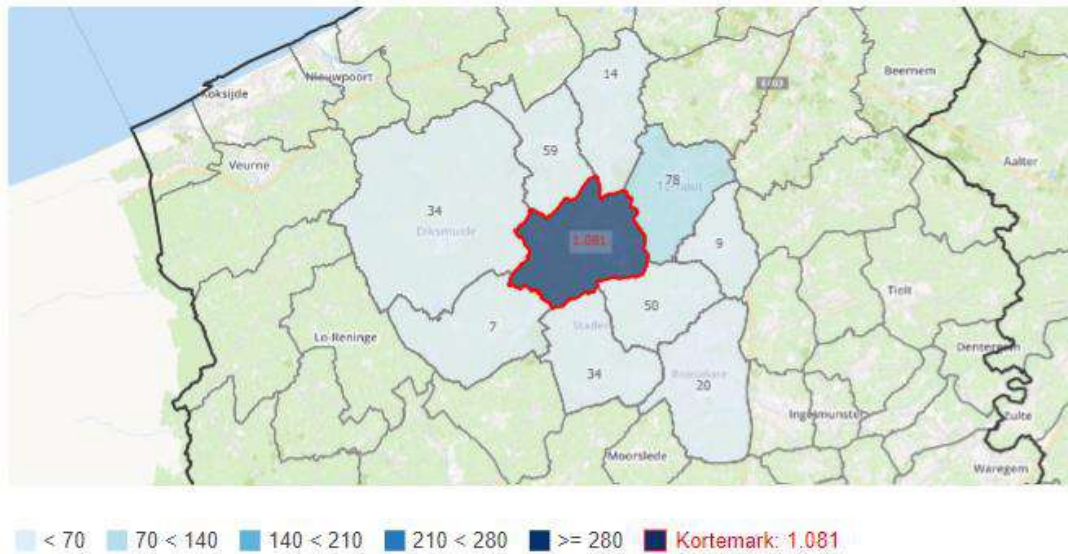 14
Beernem
Nieuwpoort
Koksijde
E403
59
Aalter
Veurne
78
34
Diksmuide
1.081
9
Tielt
50
7
Staden
Lo-Reninge
Dentergem
34
Roeselare
20
Ingelmunster
Zulte
Moorslede
Waregem
< 70 70 < 140 140 < 210 210 < 280 >= 280 Kortemark: 1.081